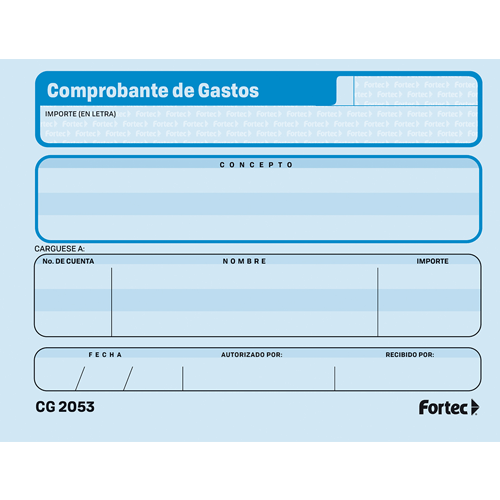 Comprobante de Gastos
IMPORTE (EN LETRA)
CONCEPTO
CARGUESE A:
No. DE CUENTA NOMBRE IMPORTE
FECHA AUTORIZADO POR: RECIBIDO POR:
/ /
CG 2053 Fortec